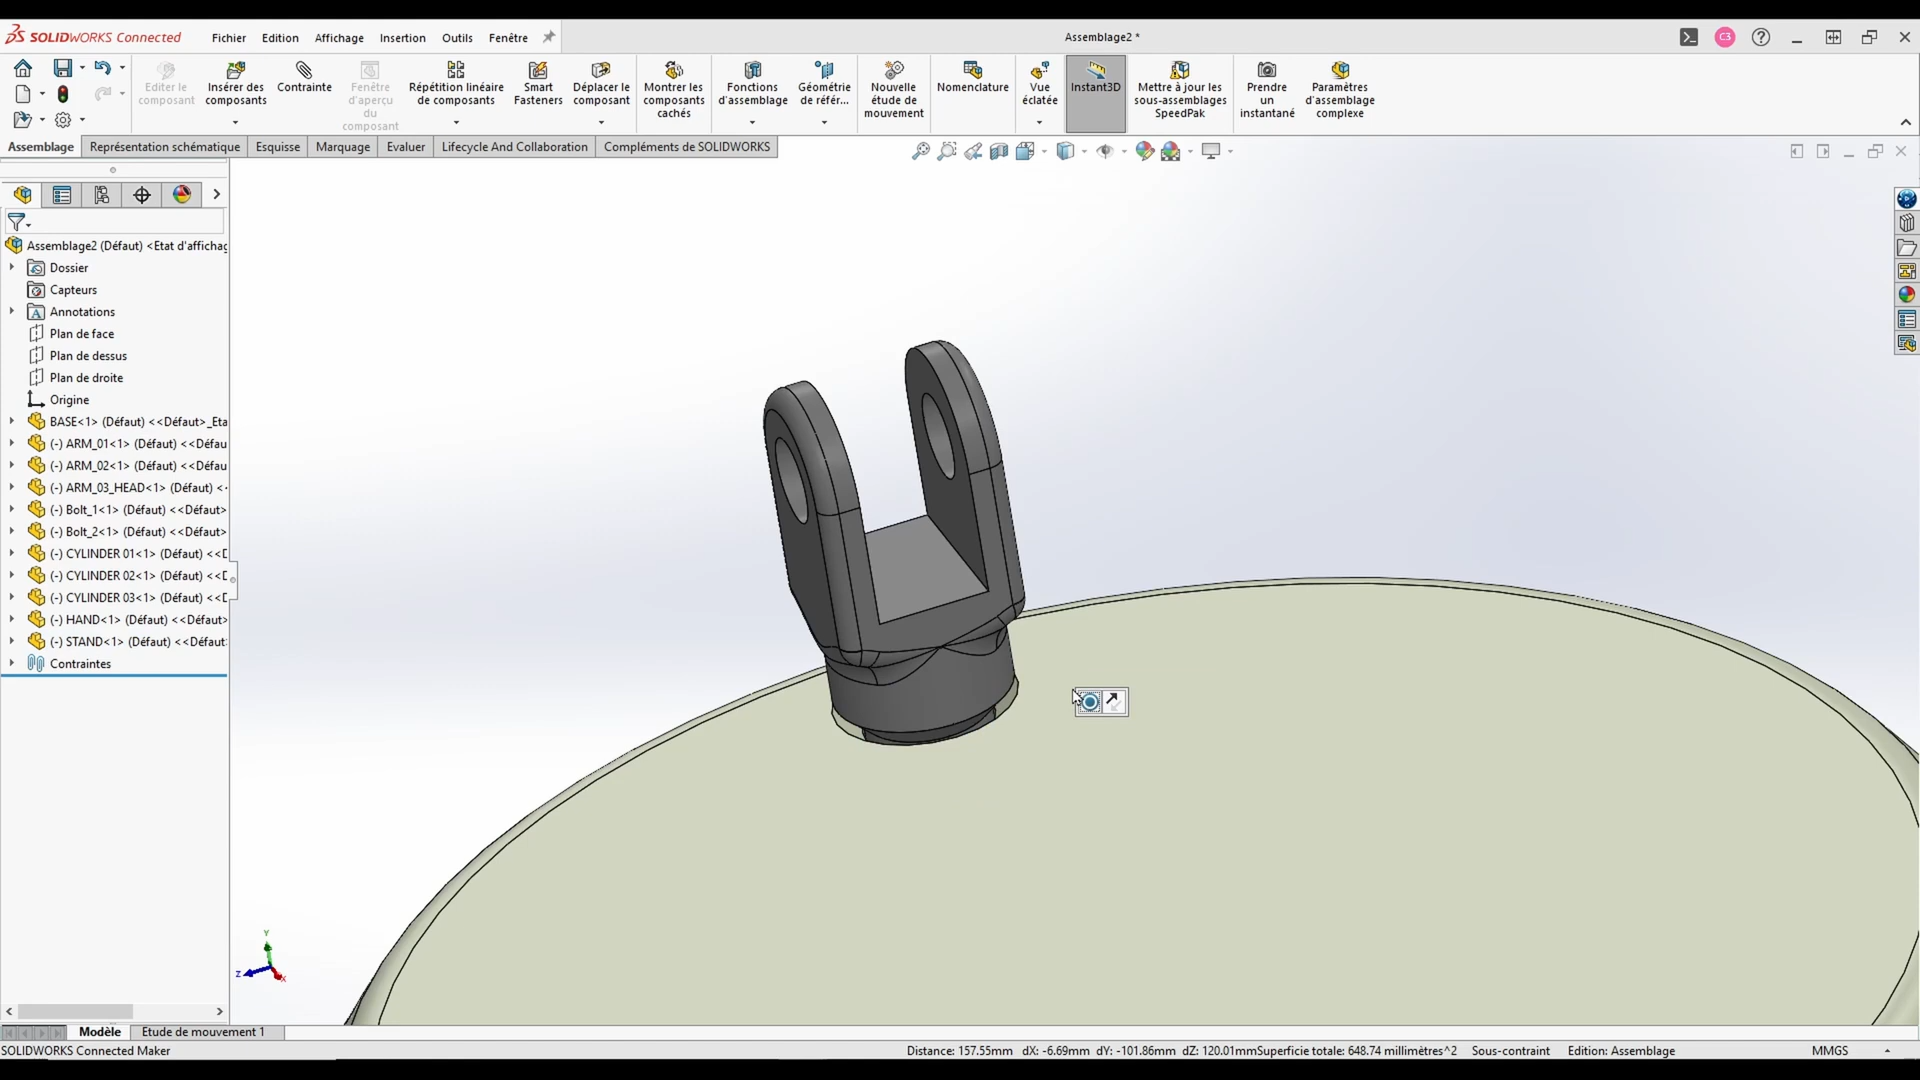 SOLIDWORKS Connected
Fichier
Edition
Affichage
Insertion
Outils
Fenêtre
Assemblage2 *
C3
Editer le
composant
Insérer des
composants
Contrainte
Fenêtre
d'aperçu
du
composant
Répétition linéaire
de composants
Smart
Fasteners
Déplacer le
composant
Montrer les
composants
cachés
Fonctions
d'assemblage
Géométrie
de référ...
Nouvelle
étude de
mouvement
Nomenclature
Vue
éclatée
Instant3D
Mettre à jour les
sous-assemblages
SpeedPak
Prendre
un
instantané
Paramètres
d'assemblage
complexe
Assemblage
Représentation schématique
Esquisse
Marquage
Evaluer
Lifecycle And Collaboration
Compléments de SOLIDWORKS
Assemblage2 (Défaut) <Etat d'affichag
Dossier
Capteurs
Annotations
Plan de face
Plan de dessus
Plan de droite
Origine
BASE<1> (Défaut) <<Défaut>_Eta
(-) ARM_01<1> (Défaut) <<Défau
(-) ARM_02<1> (Défaut) <<Défau
(-) ARM_03_HEAD<1> (Défaut) <
(-) Bolt_1<1> (Défaut) <<Défaut>
(-) Bolt_2<1> (Défaut) <<Défaut>
(-) CYLINDER 01<1> (Défaut) <<D
(-) CYLINDER 02<1> (Défaut) <<D
(-) CYLINDER 03<1> (Défaut) <<D
(-) HAND<1> (Défaut) <<Défaut>
(-) STAND<1> (Défaut) <<Défaut
Contraintes
Y
Z
X
Modèle
Etude de mouvement 1
SOLIDWORKS Connected Maker
Distance: 157.55mm dX: -6.69mm dY: -101.86mm dZ: 120.01mmSuperficie totale: 648.74 millimètres^2
Sous-contraint
Edition: Assemblage
MMGS